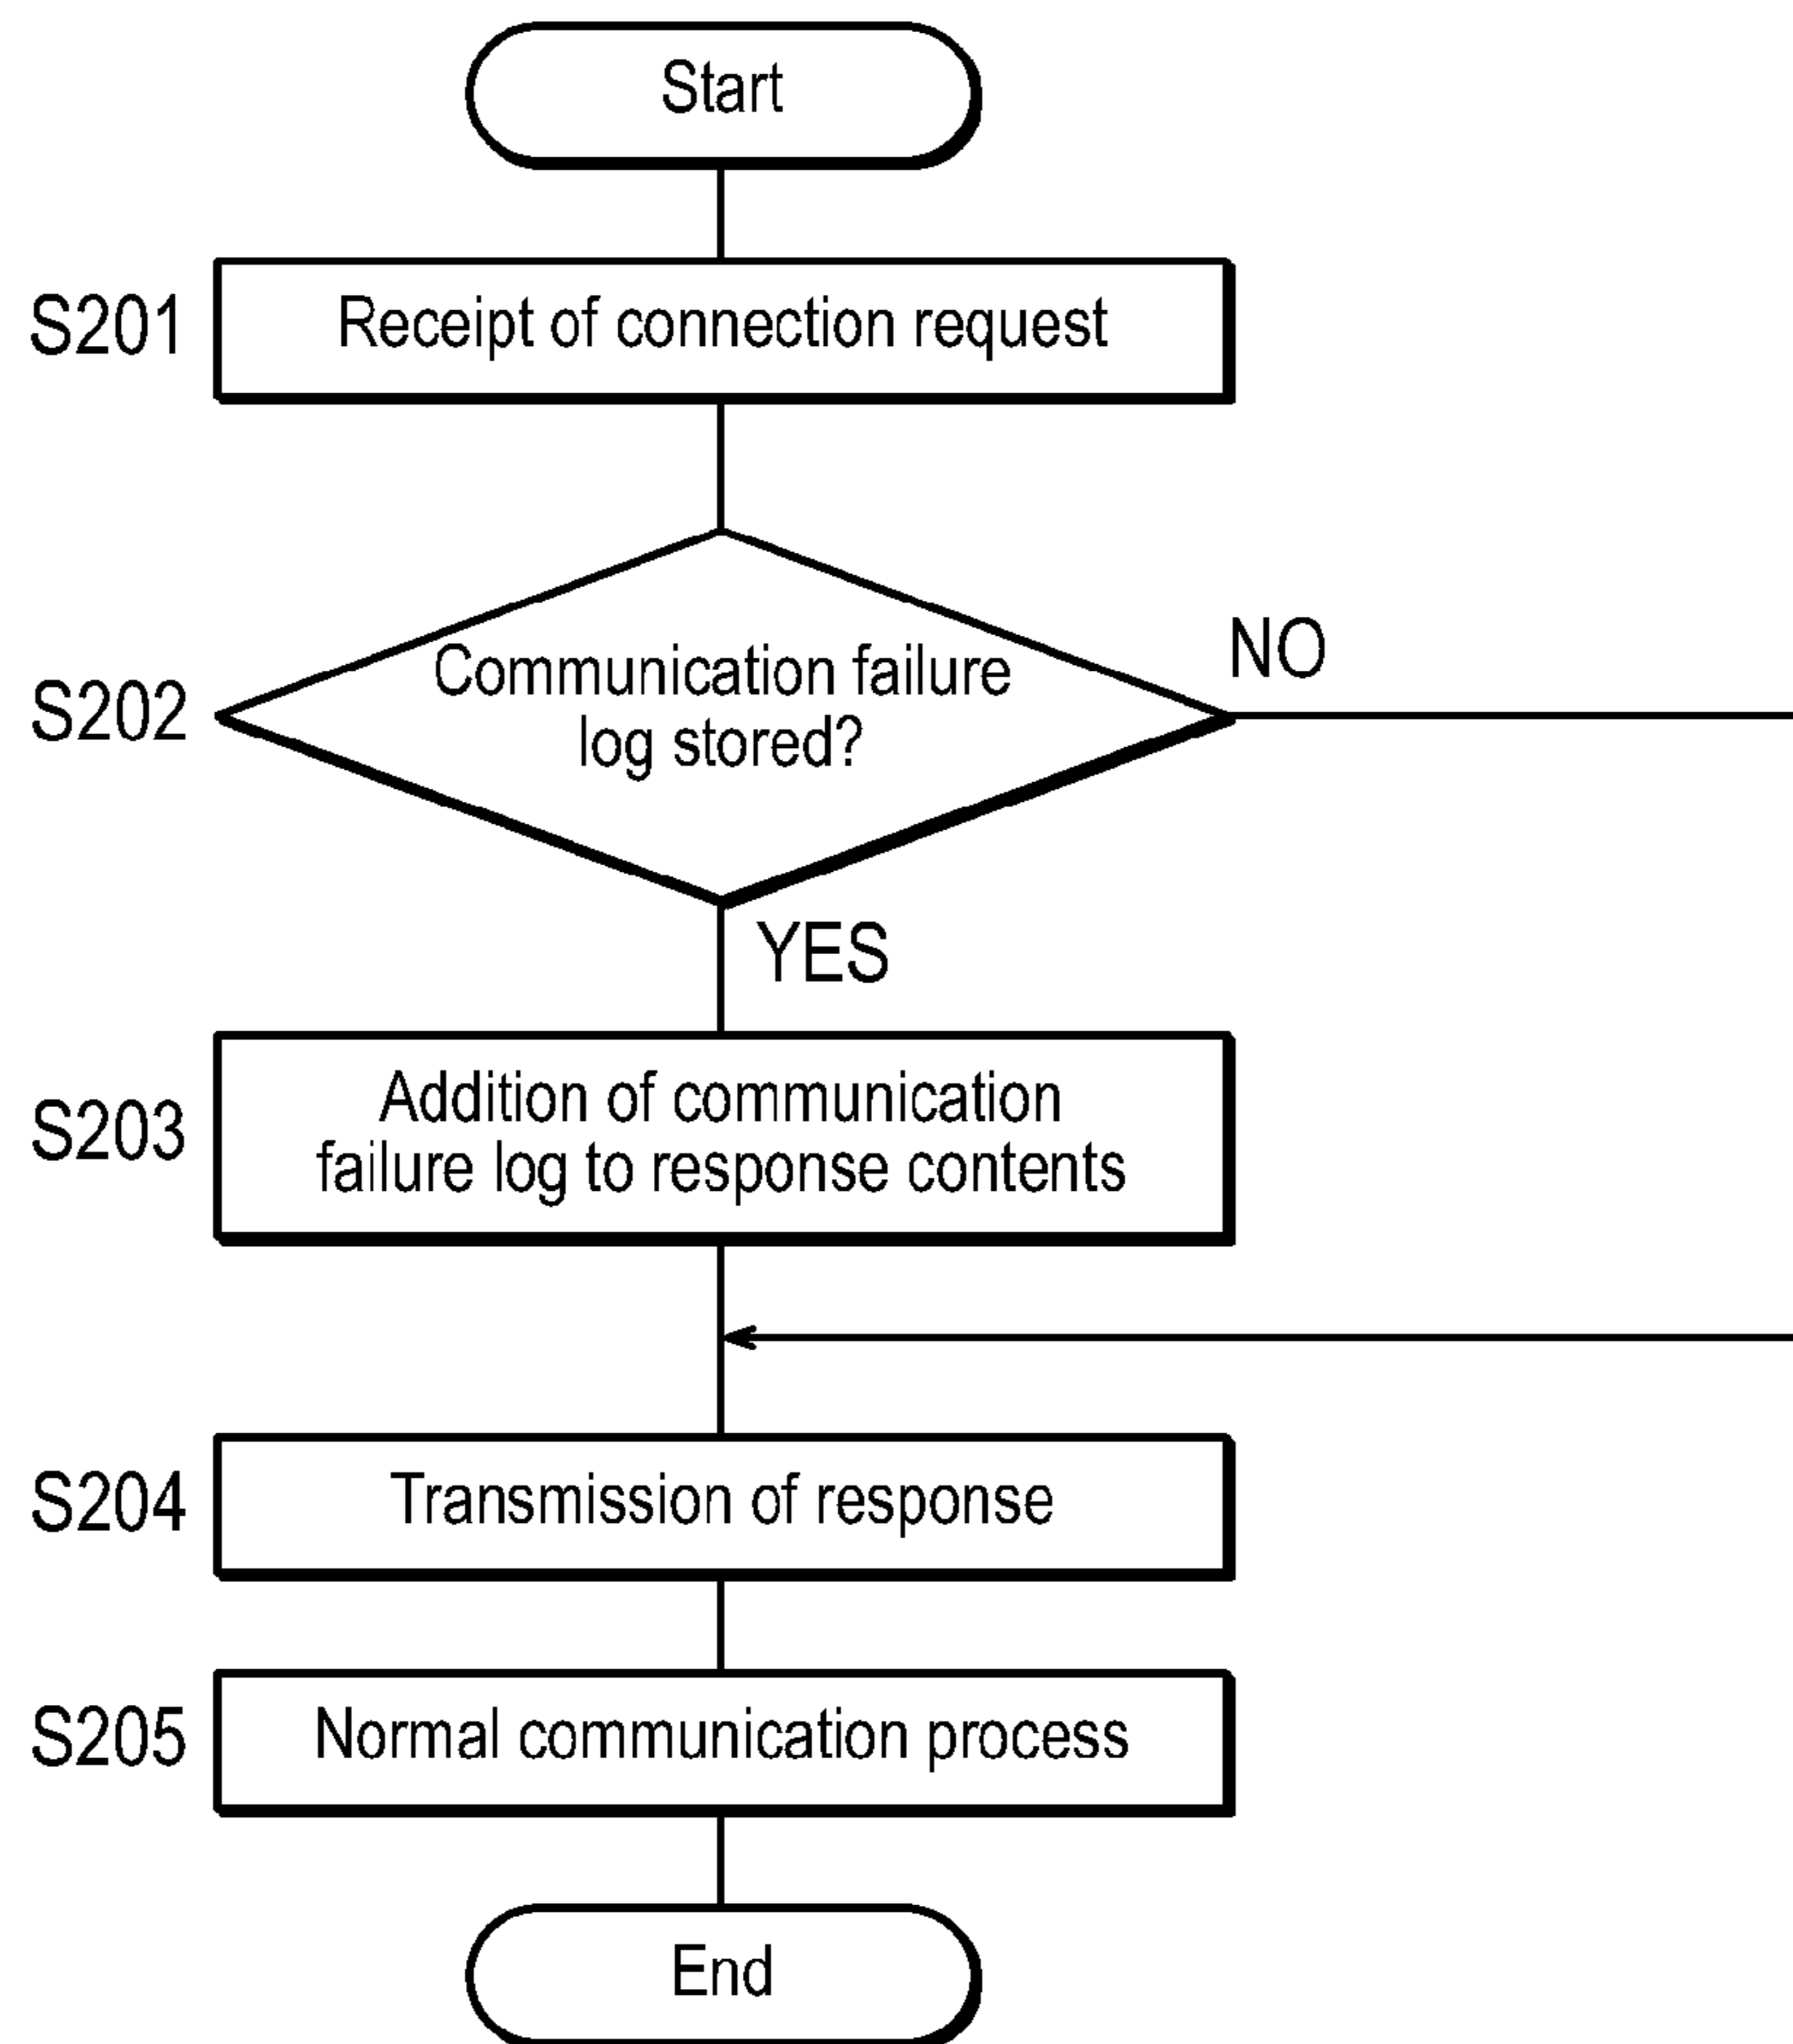 Start
S201
Receipt of connection request
S202
Communication failure
log stored?
NO
YES
S203
Addition of communication
failure log to response contents
S204
Transmission of response
S205
Normal communication process
End